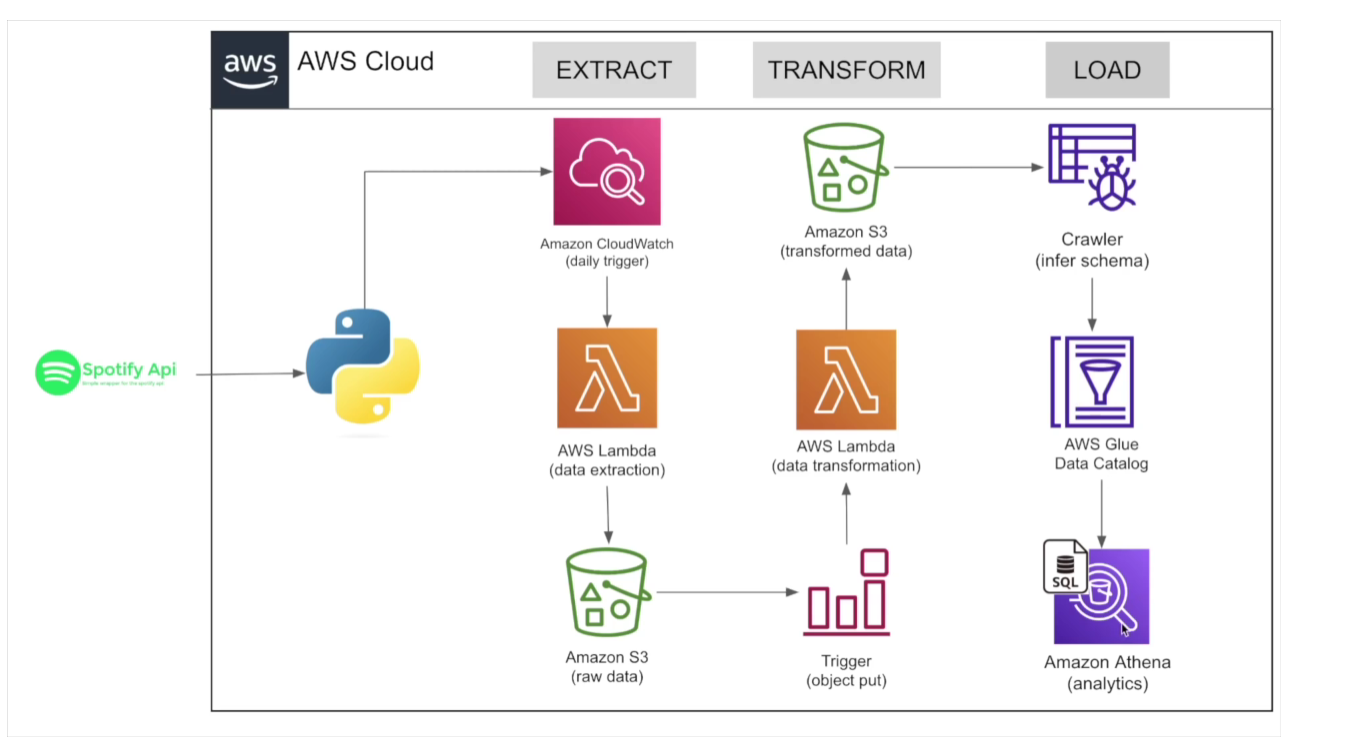 aws
AWS Cloud
EXTRACT
TRANSFORM
LOAD
Amazon CloudWatch
(daily trigger)
Amazon S3
(transformed data)
Crawler
(infer schema)
Spotify Api
Simple wrapper for the spotify api
AWS Lambda
(data extraction)
AWS Lambda
(data transformation)
AWS Glue
Data Catalog
SQL
Amazon S3
(raw data)
Trigger
(object put)
Amazon Athena
(analytics)